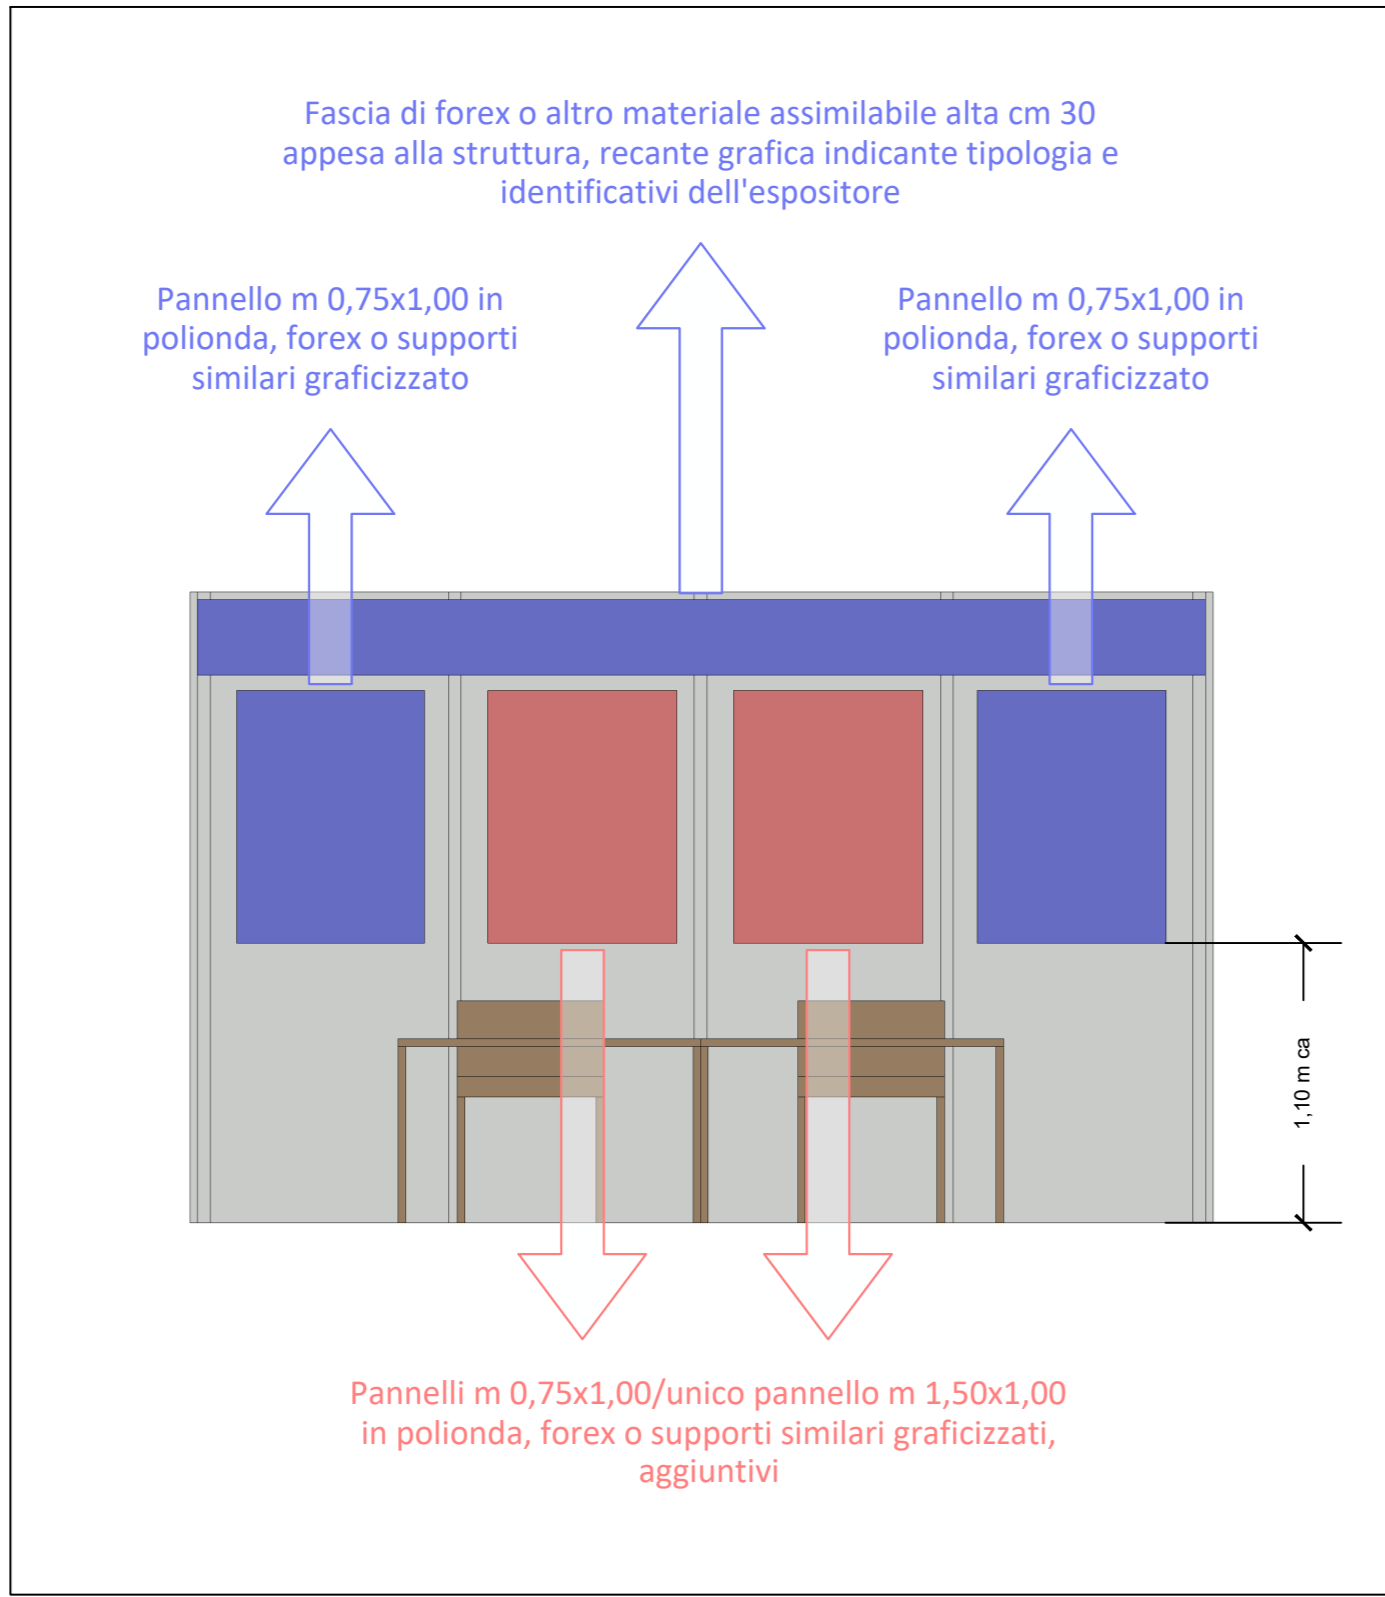 Fascia di forex o altro materiale assimilabile alta cm 30
appesa alla struttura, recante grafica indicante tipologia e
identificativi dell'espositore
Pannello m 0,75x1,00 in
polionda, forex o supporti
similari graficizzato
Pannello m 0,75x1,00 in
polionda, forex o supporti
similari graficizzato
1,10 m ca
Pannelli m 0,75x1,00/unico pannello m 1,50x1,00
in polionda, forex o supporti similari graficizzati,
aggiuntivi